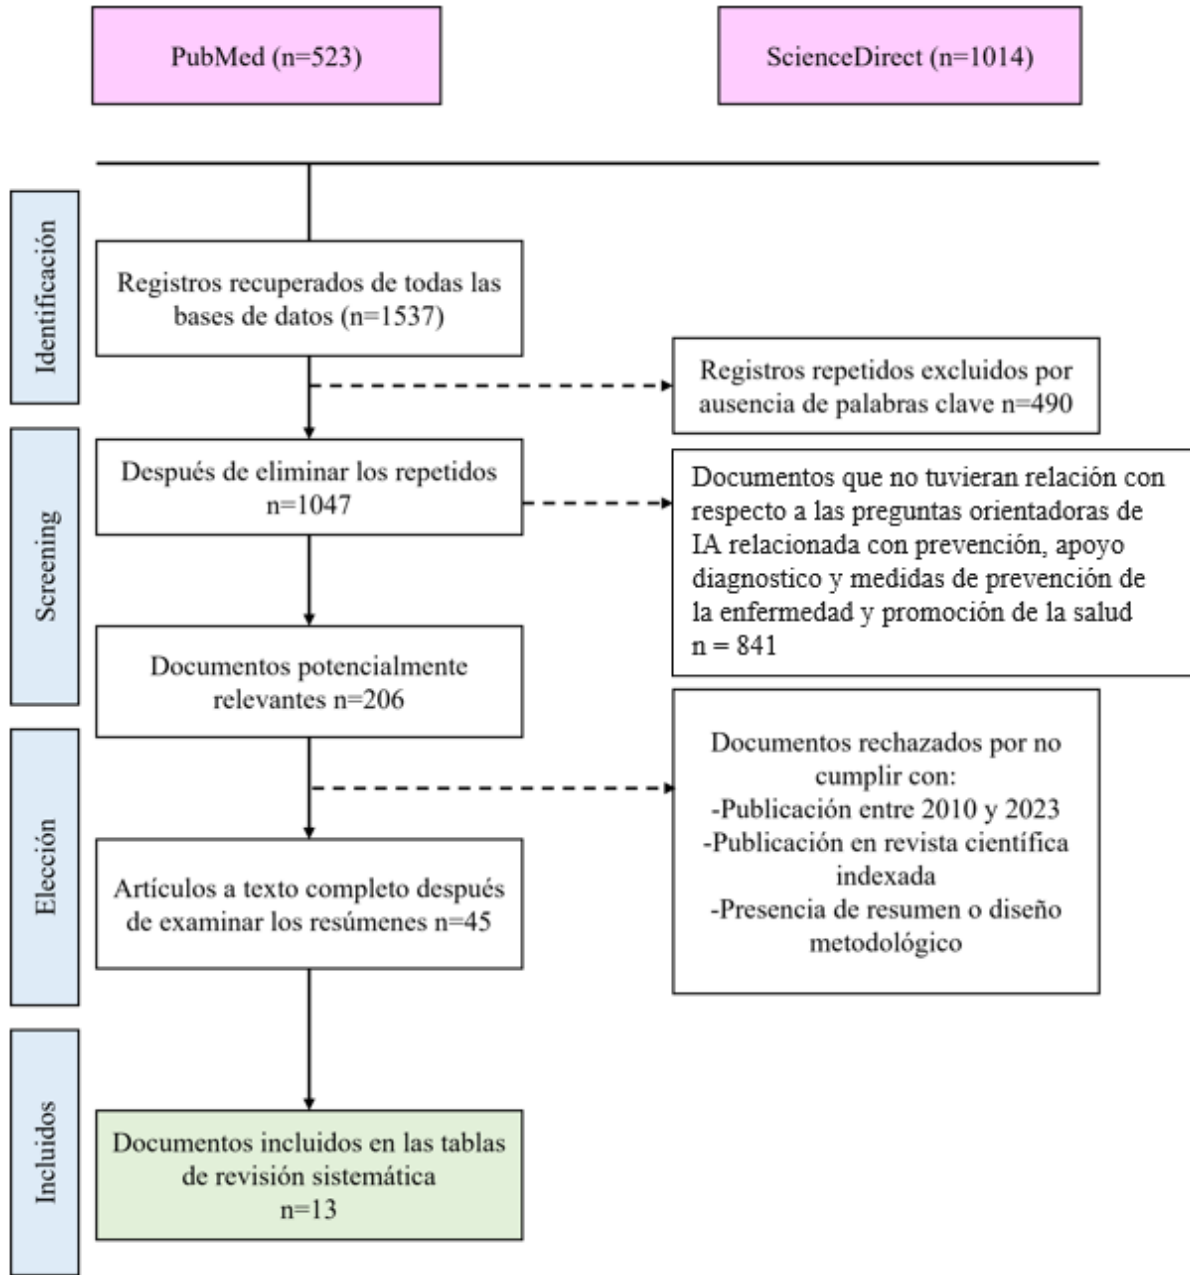 PubMed (n=523)
ScienceDirect (n=1014)
Identificación
Registros recuperados de todas las
bases de datos (n=1537)
Registros repetidos excluidos por
ausencia de palabras clave n=490
Screening
Después de eliminar los repetidos
n=1047
Documentos que no tuvieran relación con
respecto a las preguntas orientadoras de
IA relacionada con prevención, apoyo
diagnostico y medidas de prevención de
la enfermedad y promoción de la salud
n = 841
Documentos potencialmente
relevantes n=206
Elección
Documentos rechazados por no
cumplir con:
-Publicación entre 2010 y 2023
-Publicación en revista científica
indexada
-Presencia de resumen o diseño
metodológico
Artículos a texto completo después
de examinar los resúmenes n=45
Incluidos
Documentos incluidos en las tablas
de revisión sistemática
n=13